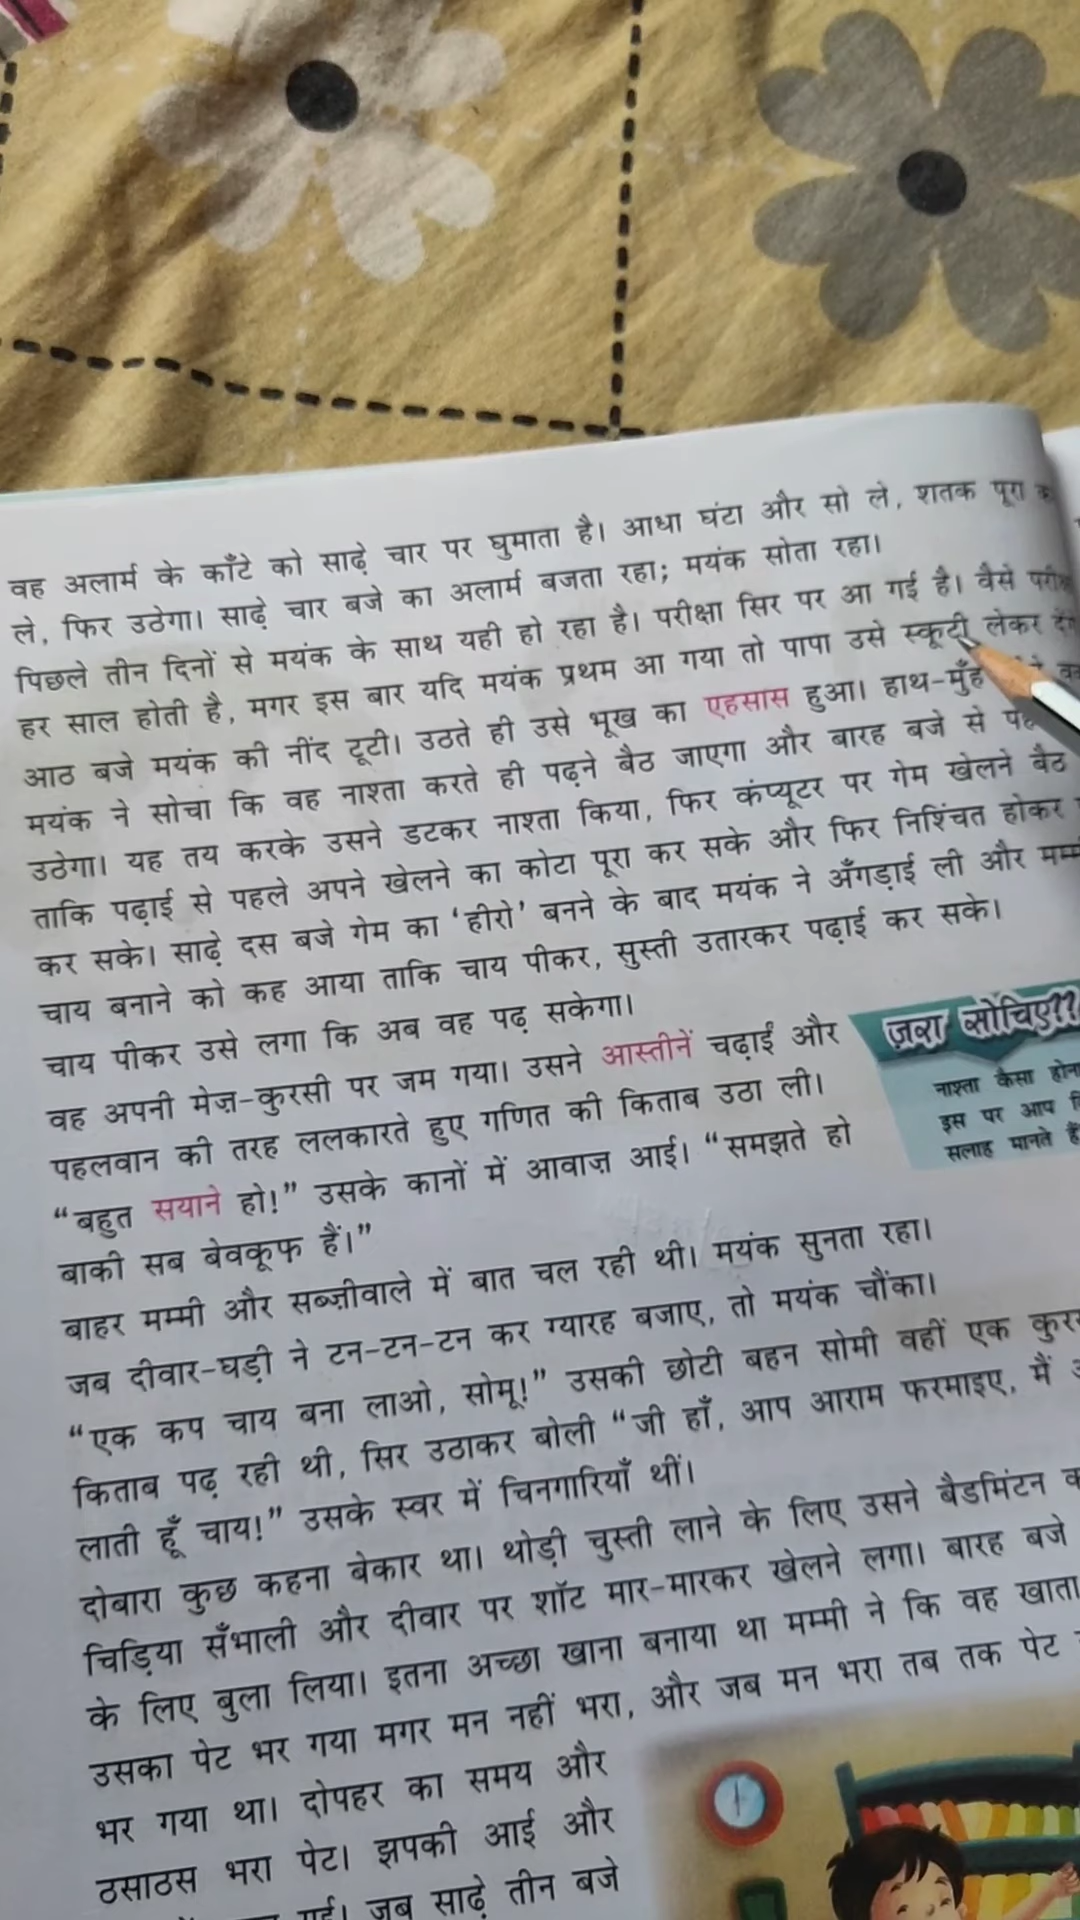 वह अलार्म के काँटे को साढ़े चार पर घुमाता है। आधा घंटा और सो ले, शतक पूरा
ले, फिर उठेगा। साढ़े चार बजे का अलार्म बजता रहा; मयंक सोता रहा।
पिछले तीन दिनों से मयंक के साथ यही हो रहा है। परीक्षा सिर पर आ गई है। वैसे
हर साल होती है, मगर इस बार यदि मयंक प्रथम आ गया तो पापा उसे स्कूटी लेकर
आठ बजे मयंक की नींद टूटी। उठते ही उसे भूख का एहसास हुआ। हाथ-मुँह
मयंक ने सोचा कि वह नाश्ता करते ही पढ़ने बैठ जाएगा और बारह बजे से
उठेगा। यह तय करके उसने डटकर नाश्ता किया, फिर कंप्यूटर पर गेम खेलने बैठ
ताकि पढ़ाई से पहले अपने खेलने का कोटा पूरा कर सके और फिर निश्चिंत होकर
कर सके। साढ़े दस बजे गेम का ‘हीरो’ बनने के बाद मयंक ने अँगड़ाई ली और
चाय बनाने को कह आया ताकि चाय पीकर, सुस्ती उतारकर पढ़ाई कर सके।
चाय पीकर उसे लगा कि अब वह पढ़ सकेगा।
वह अपनी मेज़-कुरसी पर जम गया। उसने आस्तीनें चढ़ाईं और
पहलवान की तरह ललकारते हुए गणित की किताब उठा ली।
“बहुत सयाने हो!” उसके कानों में आवाज़ आई। “समझते हो
बाकी सब बेवकूफ़ हैं।”
ज़रा सोचिए!!
नाश्ता कैसा
इस पर आप
सलाह मानते
बाहर मम्मी और सब्ज़ीवाले में बात चल रही थी। मयंक सुनता रहा।
जब दीवार-घड़ी ने टन-टन-टन कर ग्यारह बजाए, तो मयंक चौंका।
“एक कप चाय बना लाओ, सोमू!” उसकी छोटी बहन सोमी वहीं एक
किताब पढ़ रही थी, सिर उठाकर बोली “जी हाँ, आप आराम फरमाइए, मैं
लाती हूँ चाय!” उसके स्वर में चिनगारियाँ थीं।
दोबारा कुछ कहना बेकार था। थोड़ी चुस्ती लाने के लिए उसने बैडमिंटन
चिड़िया सँभाली और दीवार पर शॉट मार-मारकर खेलने लगा। बारह बजे
के लिए बुला लिया। इतना अच्छा खाना बनाया था मम्मी ने कि वह खाता
उसका पेट भर गया मगर मन नहीं भरा, और जब मन भरा तब तक पेट
भर गया था। दोपहर का समय और
ठसाठस भरा पेट। झपकी आई और
गई। जब साढ़े तीन बजे